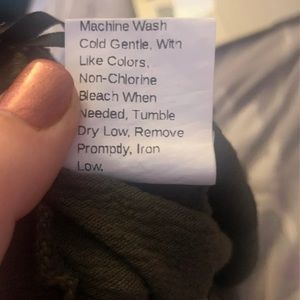 Machine Wash
Cold Gentle, With
Like Colors,
Non-Chlorine
Bleach When
Needed, Tumble
Dry Low, Remove
Promptly, Iron
Low.